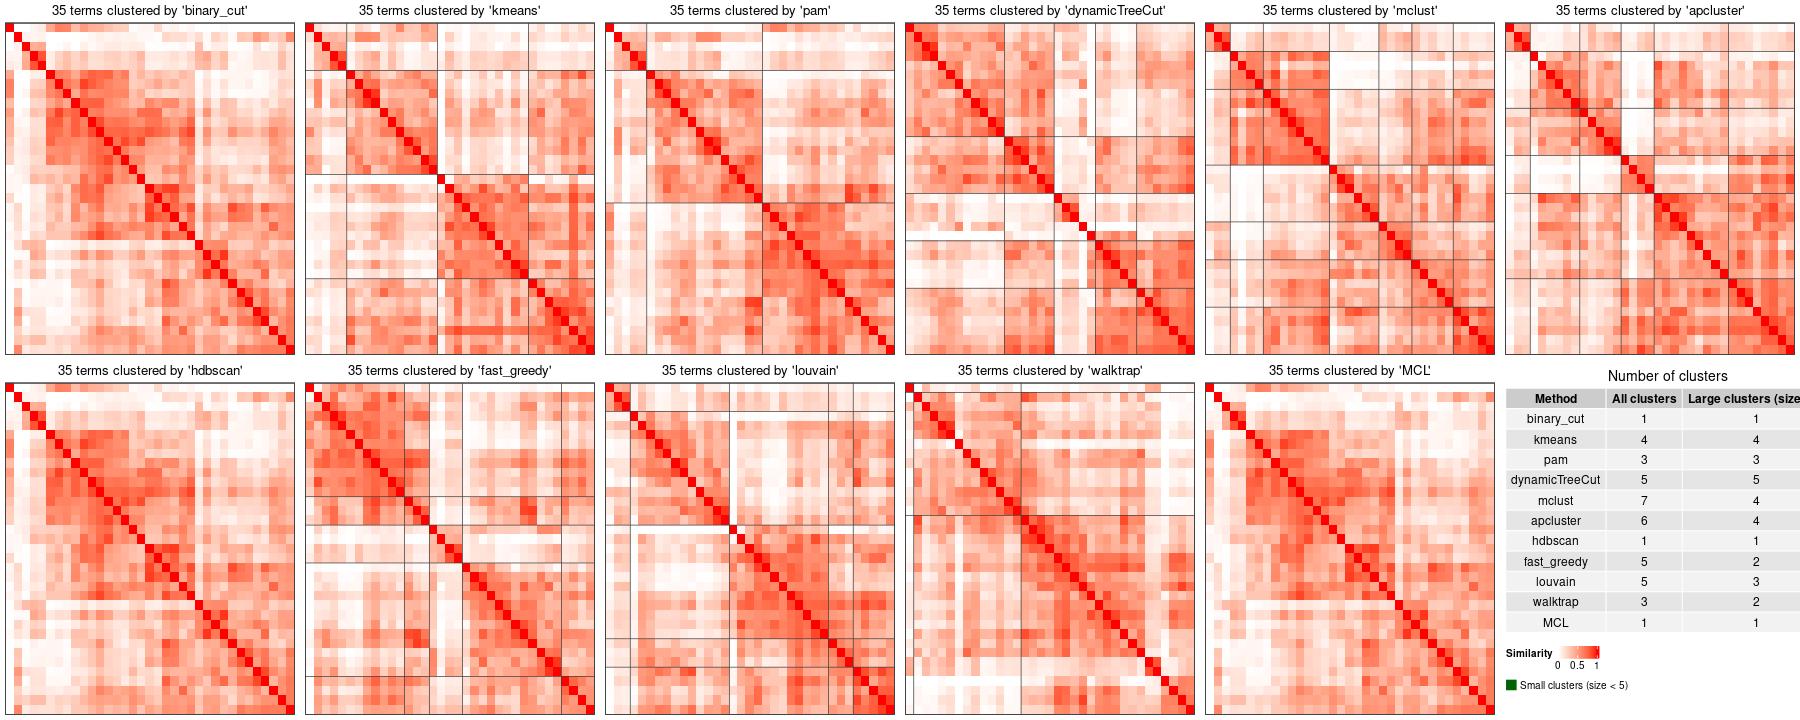 35 terms clustered by 'binary_cut'
35 terms clustered by 'kmeans'
35 terms clustered by 'pam'
35 terms clustered by 'dynamicTreeCut'
35 terms clustered by 'mclust'
35 terms clustered by 'apcluster'
35 terms clustered by 'hdbscan'
35 terms clustered by 'fast_greedy'
35 terms clustered by 'louvain'
35 terms clustered by 'walktrap'
35 terms clustered by 'MCL'
Number of clusters
Method All clusters Large clusters (size
binary_cut 1 1
kmeans 4 4
pam 3 3
dynamicTreeCut 5 5
mclust 7 4
apcluster 6 4
hdbscan 1 1
fast_greedy 5 2
louvain 5 3
walktrap 3 2
MCL 1 1
Similarity
0 0.5 1
Small clusters (size < 5)